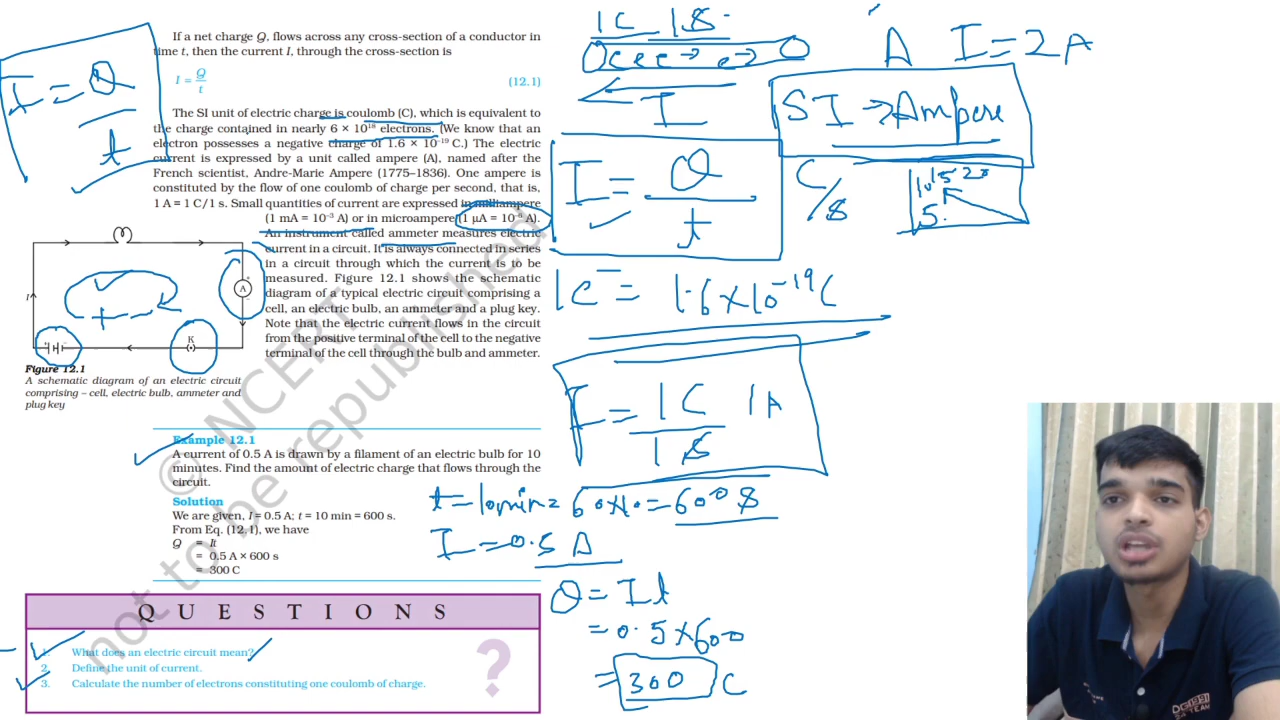 If a net charge Q, flows across any cross-section of a conductor in
time t, then the current I, through the cross-section is
I = Q/t (12.1)
The SI unit of electric charge is coulomb (C), which is equivalent to
the charge contained in nearly 6 × 10¹⁸ electrons. (We know that an
electron possesses a negative charge of 1.6 × 10⁻¹⁹ C.) The electric
current is expressed by a unit called ampere (A), named after the
French scientist, Andre-Marie Ampere (1775–1836). One ampere is
constituted by the flow of one coulomb of charge per second, that is,
1 A = 1 C/1 s. Small quantities of current are expressed in milliampere
(1 mA = 10⁻³ A) or in microampere (1 µA = 10⁻⁶ A).
An instrument called ammeter measures electric
current in a circuit. It is always connected in series
in a circuit through which the current is to be
measured. Figure 12.1 shows the schematic
diagram of a typical electric circuit comprising a
cell, an electric bulb, an ammeter and a plug key.
Note that the electric current flows in the circuit
from the positive terminal of the cell to the negative
terminal of the cell through the bulb and ammeter.
I
A
K
+ -
Figure 12.1
A schematic diagram of an electric circuit
comprising – cell, electric bulb, ammeter and
plug key
Example 12.1
A current of 0.5 A is drawn by a filament of an electric bulb for 10
minutes. Find the amount of electric charge that flows through the
circuit.
Solution
We are given, I = 0.5 A; t = 10 min = 600 s.
From Eq. (12.1), we have
Q = It
= 0.5 A × 600 s
= 300 C
QUESTIONS
?
1. What does an electric circuit mean?
2. Define the unit of current.
3. Calculate the number of electrons constituting one coulomb of charge.
© NCERT
not to be republished
I = Q/t
1C 1s
I
A I = 2A
SI → Ampere
I = Q/t
C/s
10 15 20
5
1e⁻ = 1.6 × 10⁻¹⁹ C
I = 1C/1s 1A
t = 10min = 60×10 = 600 s
I = 0.5 A
Q = It
= 0.5 × 600
= 300 C
TEAM